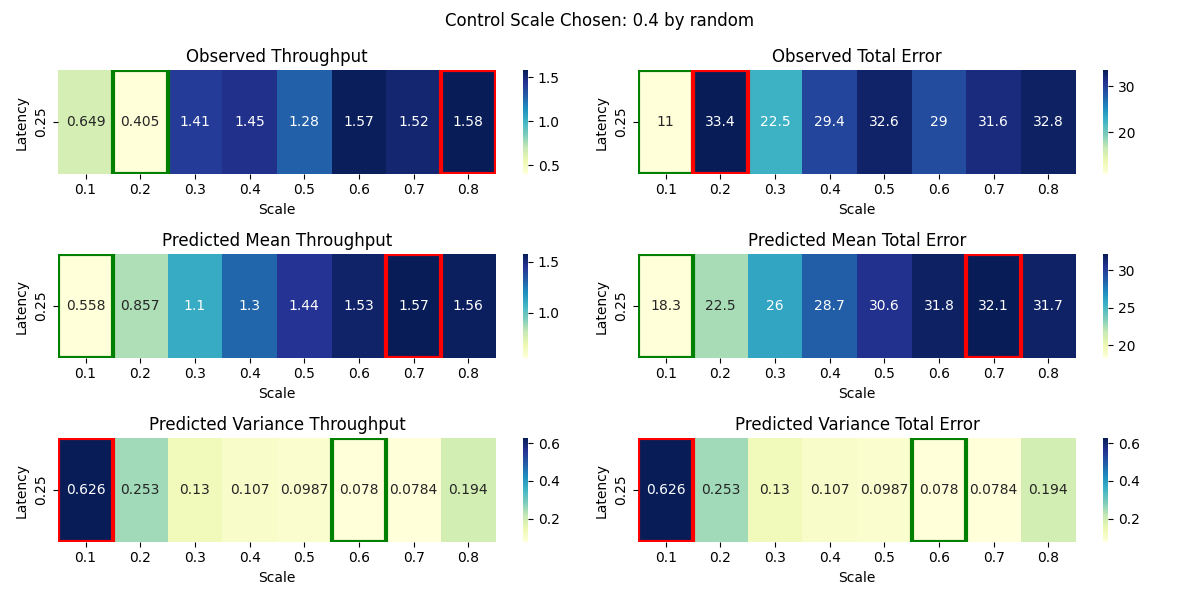 Control Scale Chosen: 0.4 by random
Observed Throughput
Latency
0.25
0.649 0.405 1.41 1.45 1.28 1.57 1.52 1.58
0.1 0.2 0.3 0.4 0.5 0.6 0.7 0.8
Scale
1.5
1.0
0.5
Observed Total Error
Latency
0.25
11 33.4 22.5 29.4 32.6 29 31.6 32.8
0.1 0.2 0.3 0.4 0.5 0.6 0.7 0.8
Scale
30
20
Predicted Mean Throughput
Latency
0.25
0.558 0.857 1.1 1.3 1.44 1.53 1.57 1.56
0.1 0.2 0.3 0.4 0.5 0.6 0.7 0.8
Scale
1.5
1.0
Predicted Mean Total Error
Latency
0.25
18.3 22.5 26 28.7 30.6 31.8 32.1 31.7
0.1 0.2 0.3 0.4 0.5 0.6 0.7 0.8
Scale
30
25
20
Predicted Variance Throughput
Latency
0.25
0.626 0.253 0.13 0.107 0.0987 0.078 0.0784 0.194
0.1 0.2 0.3 0.4 0.5 0.6 0.7 0.8
Scale
0.6
0.4
0.2
Predicted Variance Total Error
Latency
0.25
0.626 0.253 0.13 0.107 0.0987 0.078 0.0784 0.194
0.1 0.2 0.3 0.4 0.5 0.6 0.7 0.8
Scale
0.6
0.4
0.2